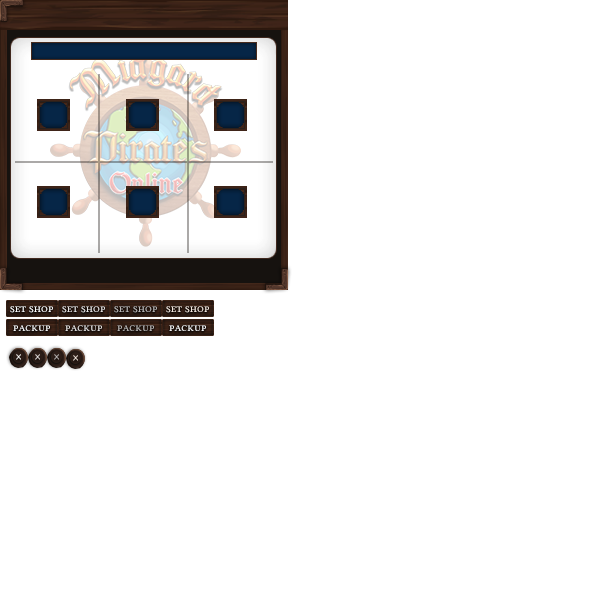 Midgard
Pirates
Online
SET SHOP SET SHOP SET SHOP SET SHOP
PACKUP PACKUP PACKUP PACKUP
× × × ×